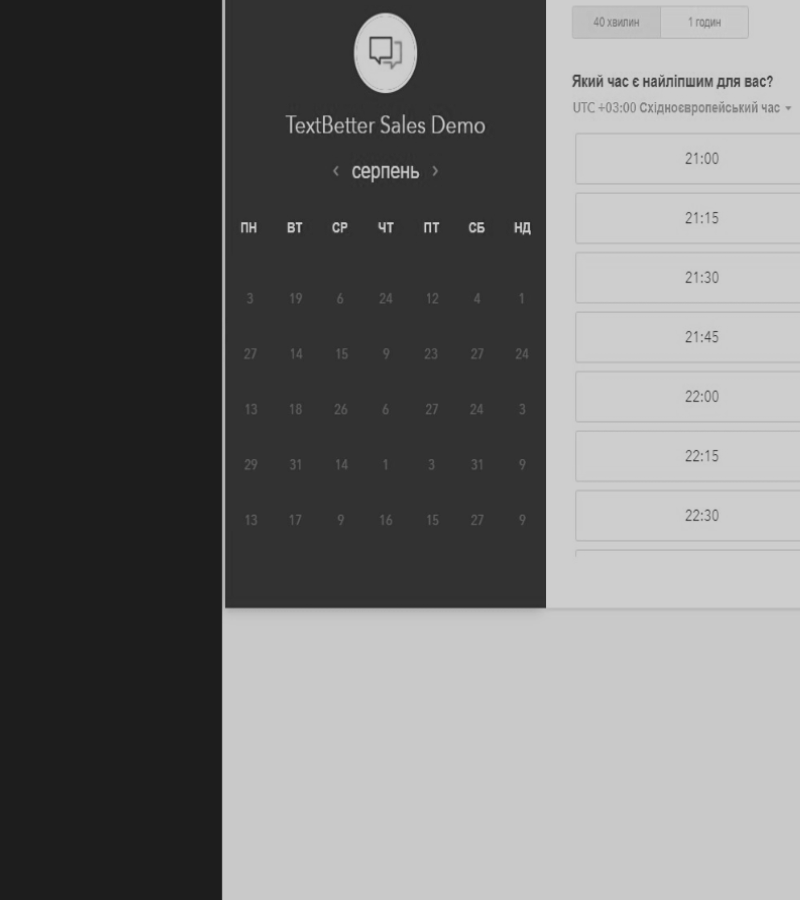 TextBetter Sales Demo
‹ серпень ›
ПН ВТ СР ЧТ ПТ СБ НД
3 19 6 24 12 4 1
27 14 15 9 23 27 24
13 18 26 6 27 24 3
29 31 14 1 3 31 9
13 17 9 16 15 27 9
40 хвилин 1 годин
Який час є найліпшим для вас?
UTC +03:00 Східноєвропейський час
21:00
21:15
21:30
21:45
22:00
22:15
22:30